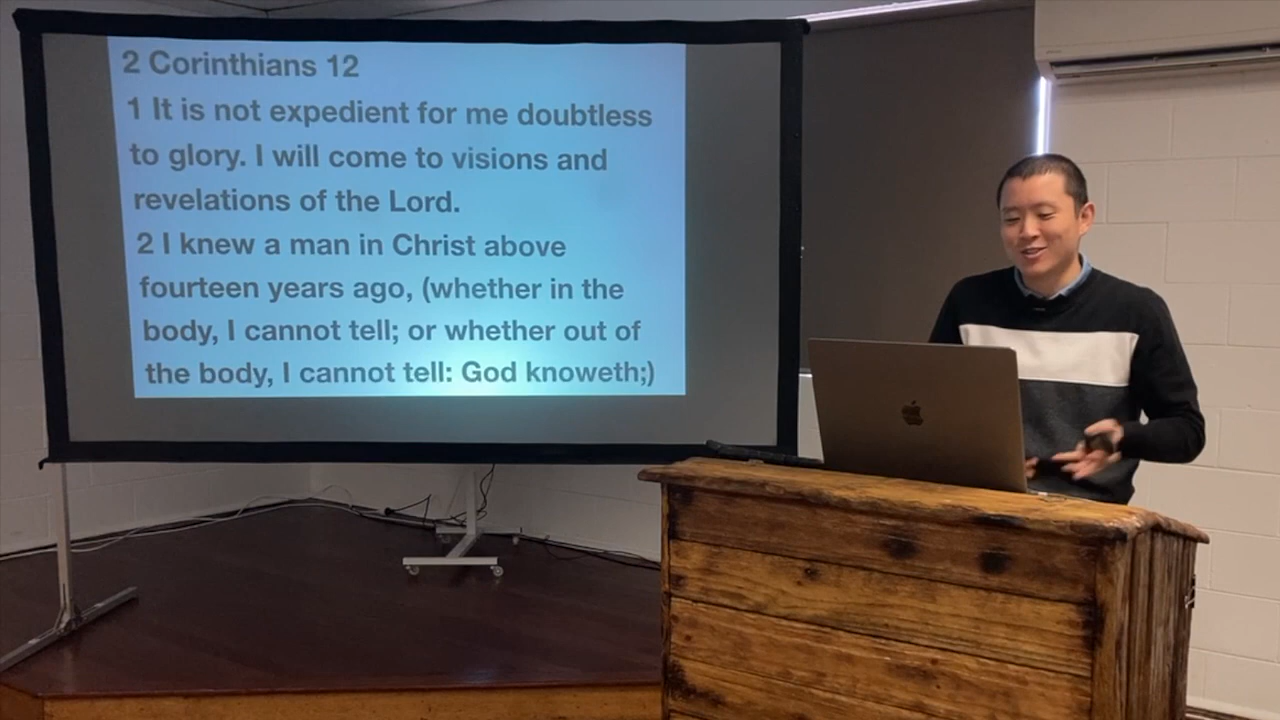 2 Corinthians 12
1 It is not expedient for me doubtless
to glory. I will come to visions and
revelations of the Lord.
2 I knew a man in Christ above
fourteen years ago, (whether in the
body, I cannot tell; or whether out of
the body, I cannot tell: God knoweth;)